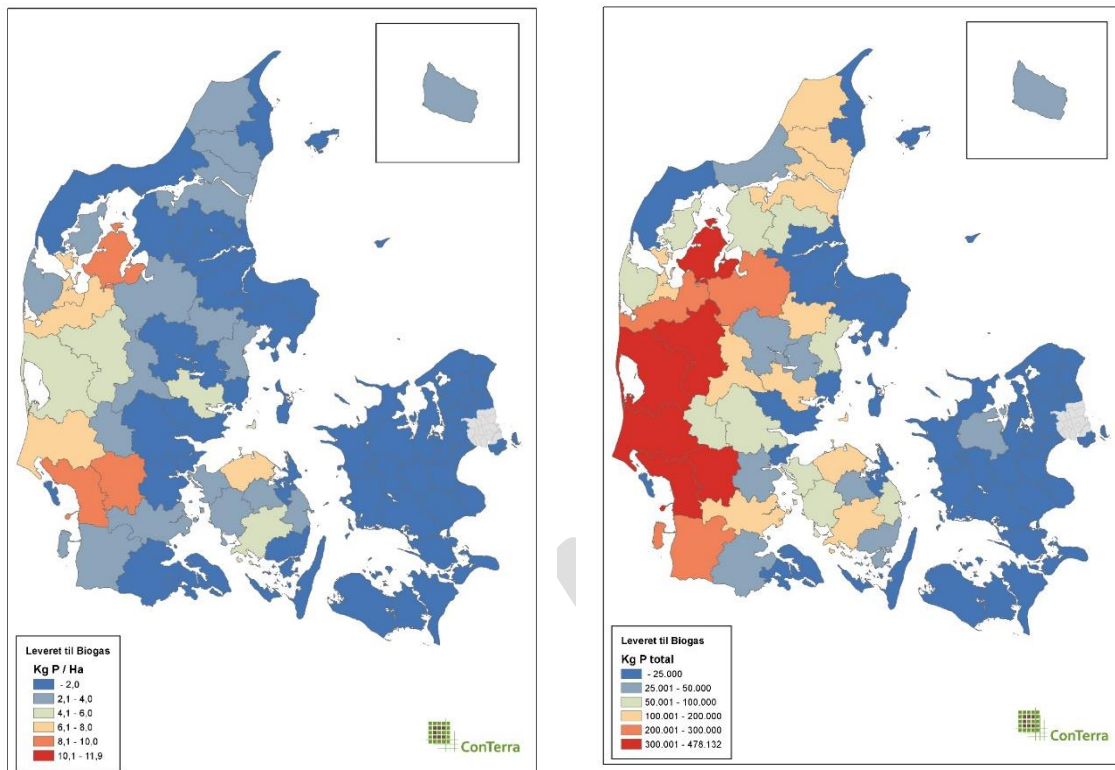 Leveret til Biogas
Kg P / Ha
- 2,0
2,1 - 4,0
4,1 - 6,0
6,1 - 8,0
8,1 - 10,0
10,1 - 11,9
ConTerra
Leveret til Biogas
Kg P total
- 25.000
25.001 - 50.000
50.001 - 100.000
100.001 - 200.000
200.001 - 300.000
300.001 - 478.132
ConTerra